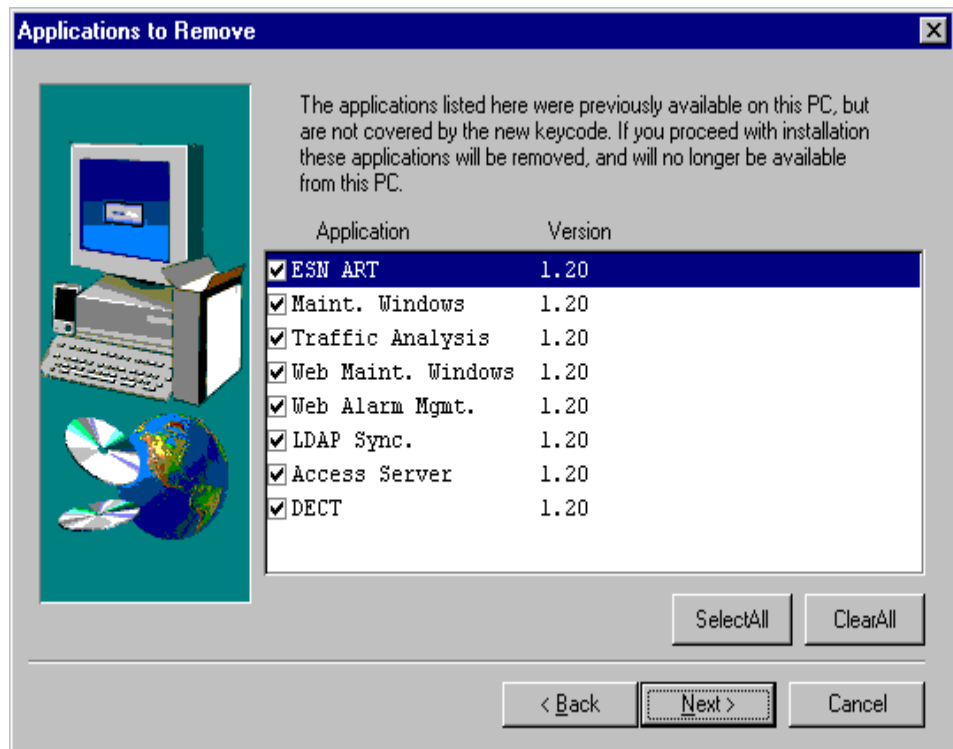 Applications to Remove
The applications listed here were previously available on this PC, but
are not covered by the new keycode. If you proceed with installation
these applications will be removed, and will no longer be available
from this PC.
Application Version
ESN ART 1.20
Maint. Windows 1.20
Traffic Analysis 1.20
Web Maint. Windows 1.20
Web Alarm Mgmt. 1.20
LDAP Sync. 1.20
Access Server 1.20
DECT 1.20
SelectAll ClearAll
< Back Next > Cancel